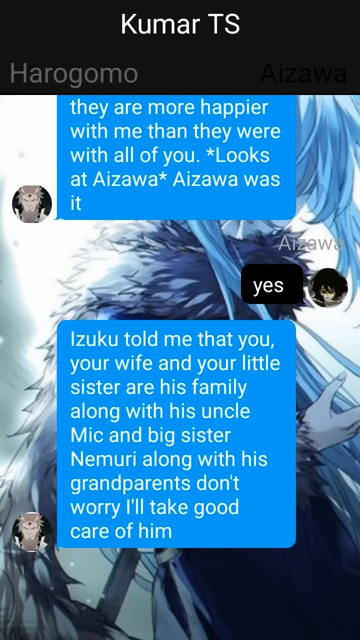 Kumar TS
Harogomo
Aizawa
they are more happier
with me than they were
with all of you. *Looks
at Aizawa* Aizawa was
it
Aizawa
yes
Izuku told me that you,
your wife and your little
sister are his family
along with his uncle
Mic and big sister
Nemuri along with his
grandparents don't
worry I'll take good
care of him